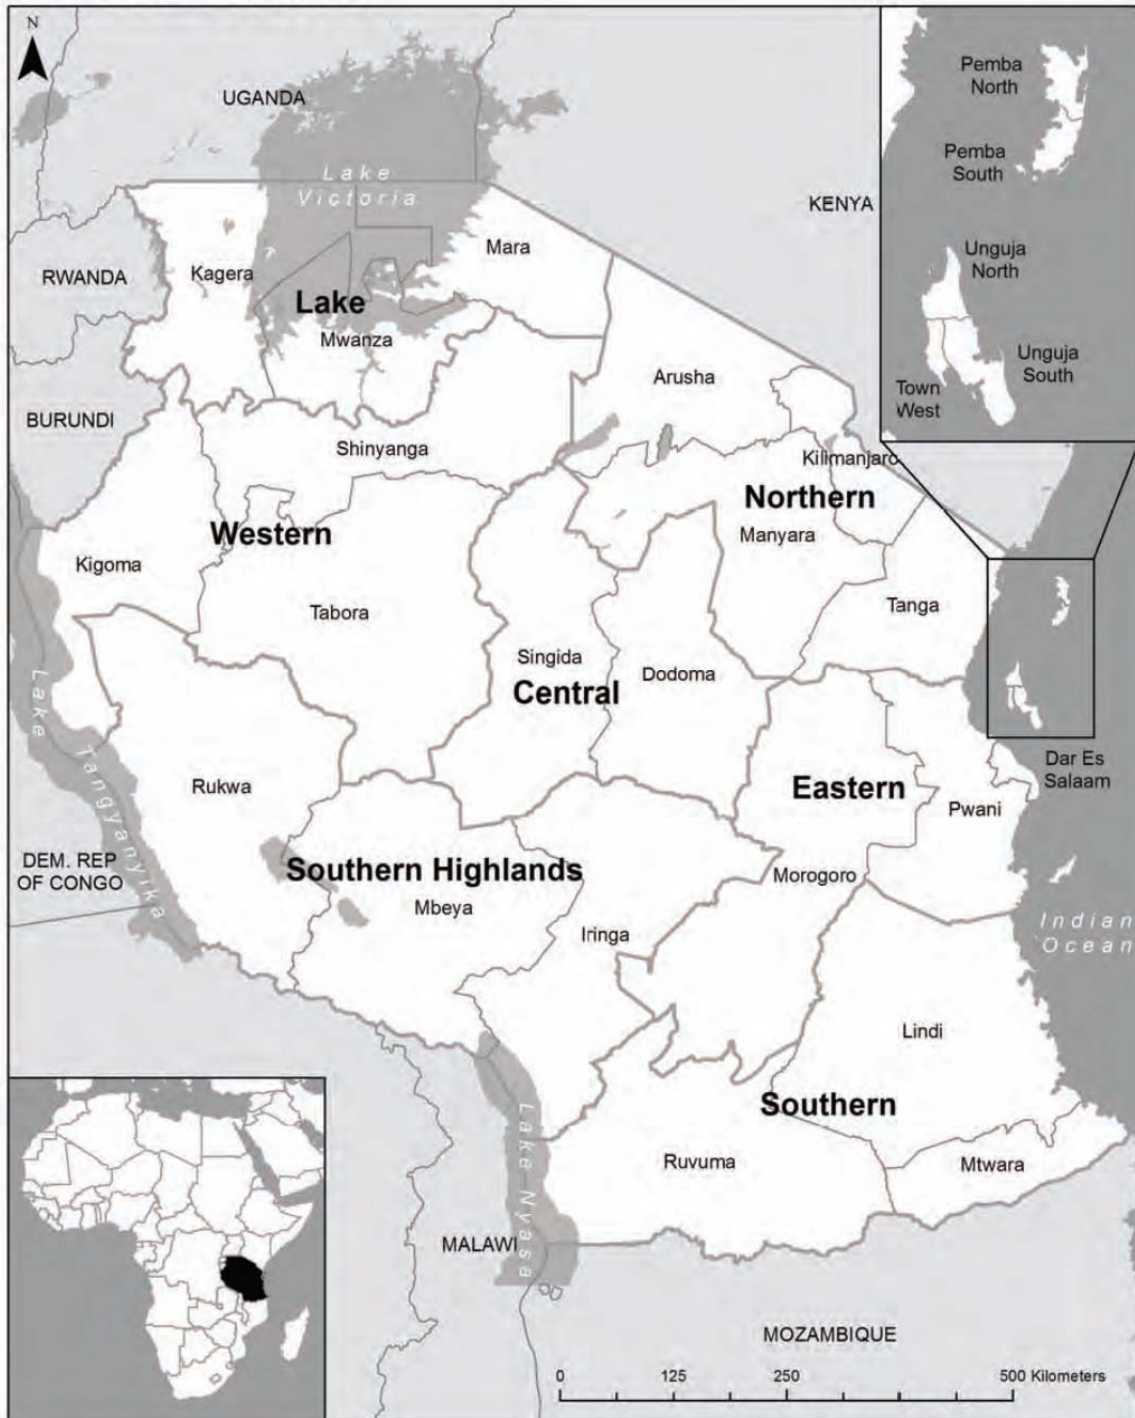 N
UGANDA
Lake
Victoria
KENYA
RWANDA
BURUNDI
Kagera
Mara
Lake
Mwanza
Arusha
Shinyanga
Kilimanjaro
Northern
Manyara
Western
Kigoma
Tabora
Tanga
Singida
Central
Dodoma
Rukwa
Eastern
Pwani
Dar Es
Salaam
Lake
Tangyanyika
DEM. REP
OF CONGO
Southern Highlands
Mbeya
Morogoro
Iringa
Indian
Ocean
Lindi
Southern
Ruvuma
Mtwara
Lake Nyasa
MALAWI
MOZAMBIQUE
Pemba
North
Pemba
South
Unguja
North
Unguja
South
Town
West
0 125 250 500 Kilometers